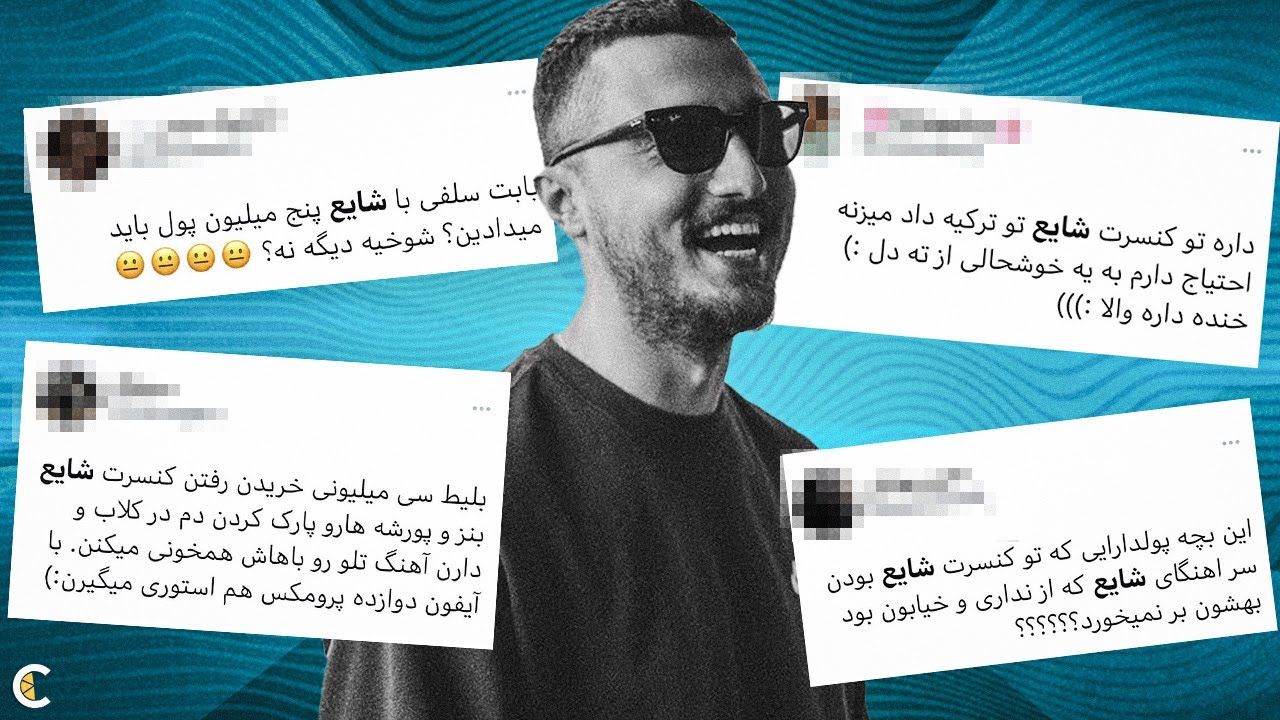 بابت سلفی با شایع پنج میلیون پول باید
میدادین؟ شوخیه دیگه نه؟ 😐😐😐😐
داره تو کنسرت شایع تو ترکیه داد میزنه
احتیاج دارم به یه خوشحالی از ته دل :)
خنده داره والا :)))
بلیط سی میلیونی خریدن رفتن کنسرت شایع
بنز و پورشه هارو پارک کردن دم در کلاب و
دارن آهنگ تلو رو باهاش همخونی میکنن. با
آیفون دوازده پرومکس هم استوری میگیرن:)
این بچه پولدارایی که تو کنسرت شایع بودن
سر اهنگای شایع که از نداری و خیابون بود
بهشون بر نمیخورد؟؟؟؟؟؟